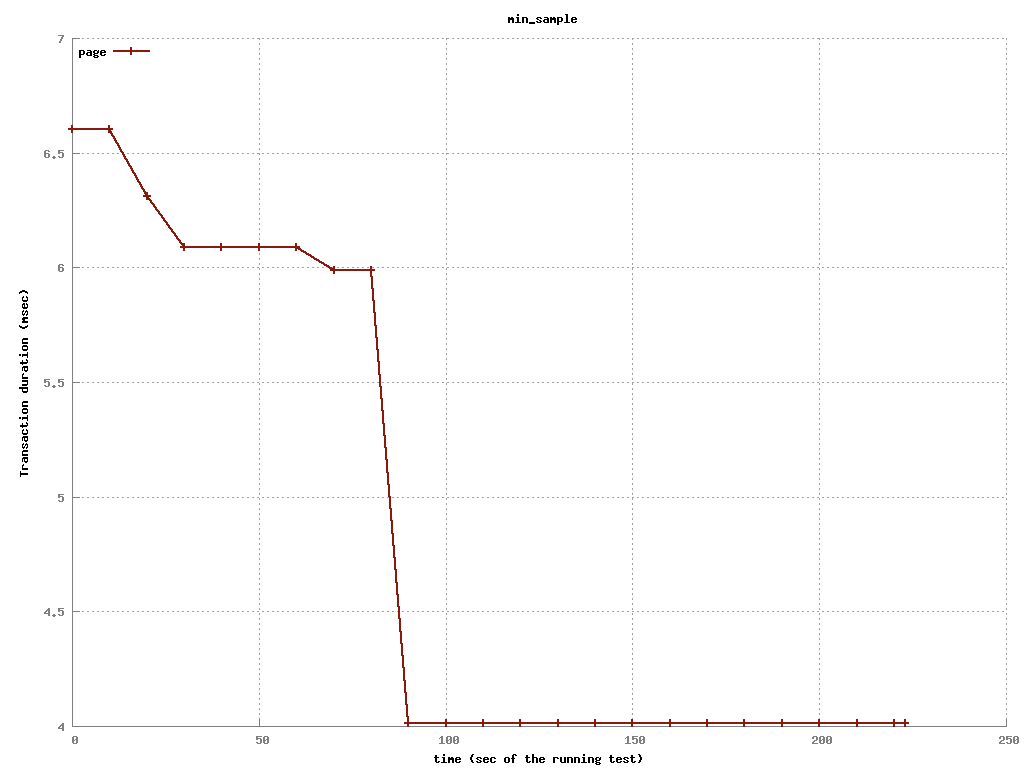 min_sample
page
7
6.5
6
5.5
5
4.5
4
Transaction duration (msec)
0 50 100 150 200 250
time (sec of the running test)